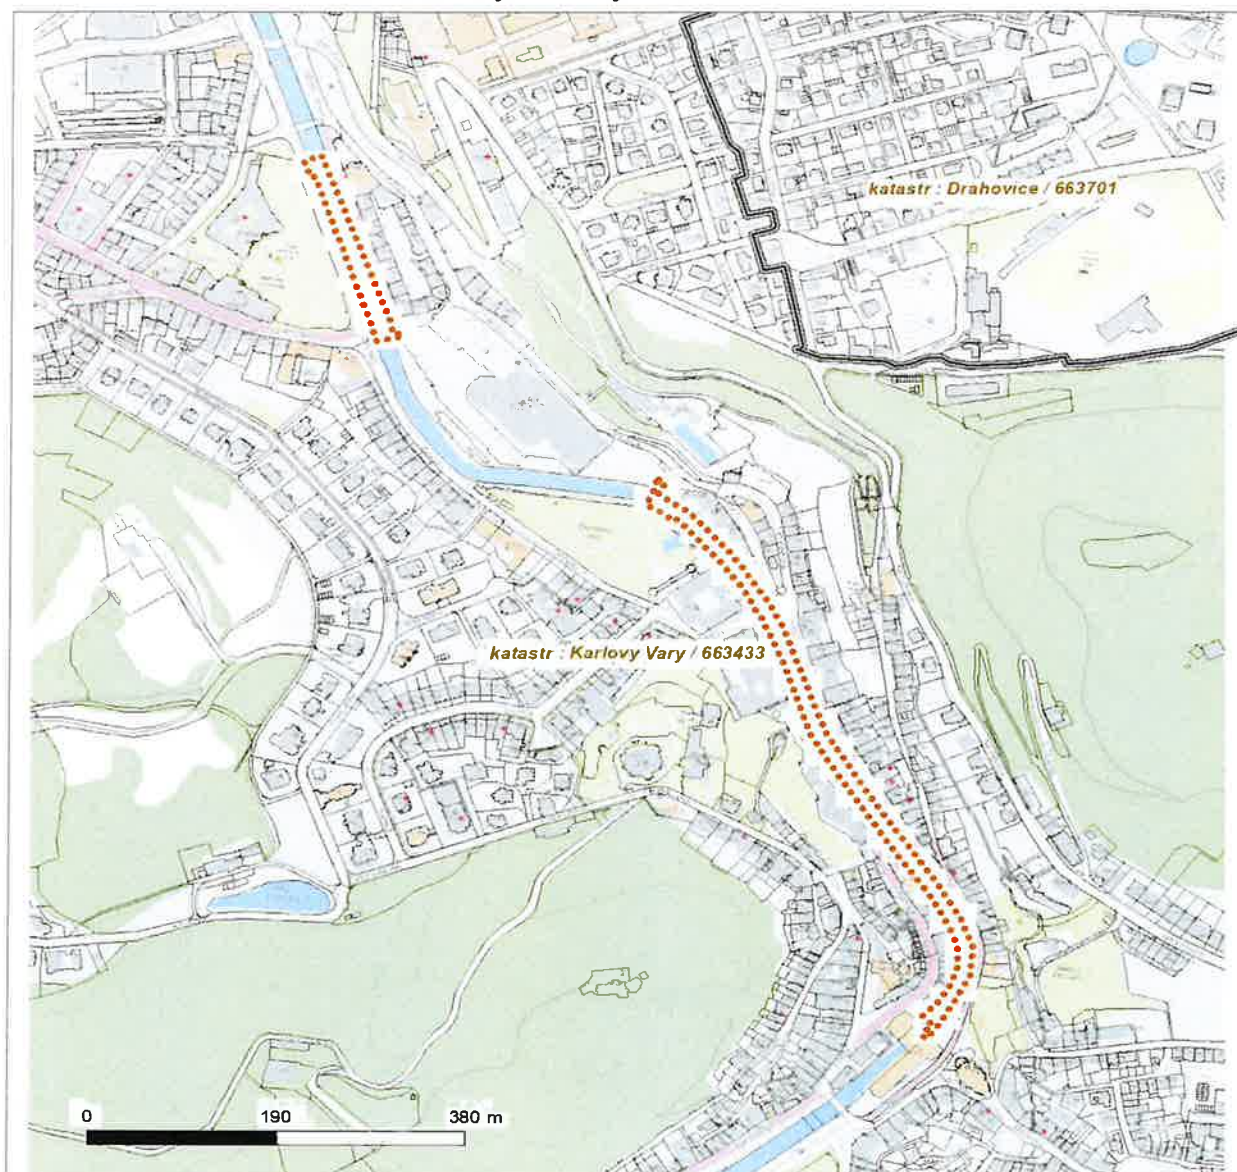 katastr : Drahovice / 663701
katastr : Karlovy Vary / 663433
0 190 380 m